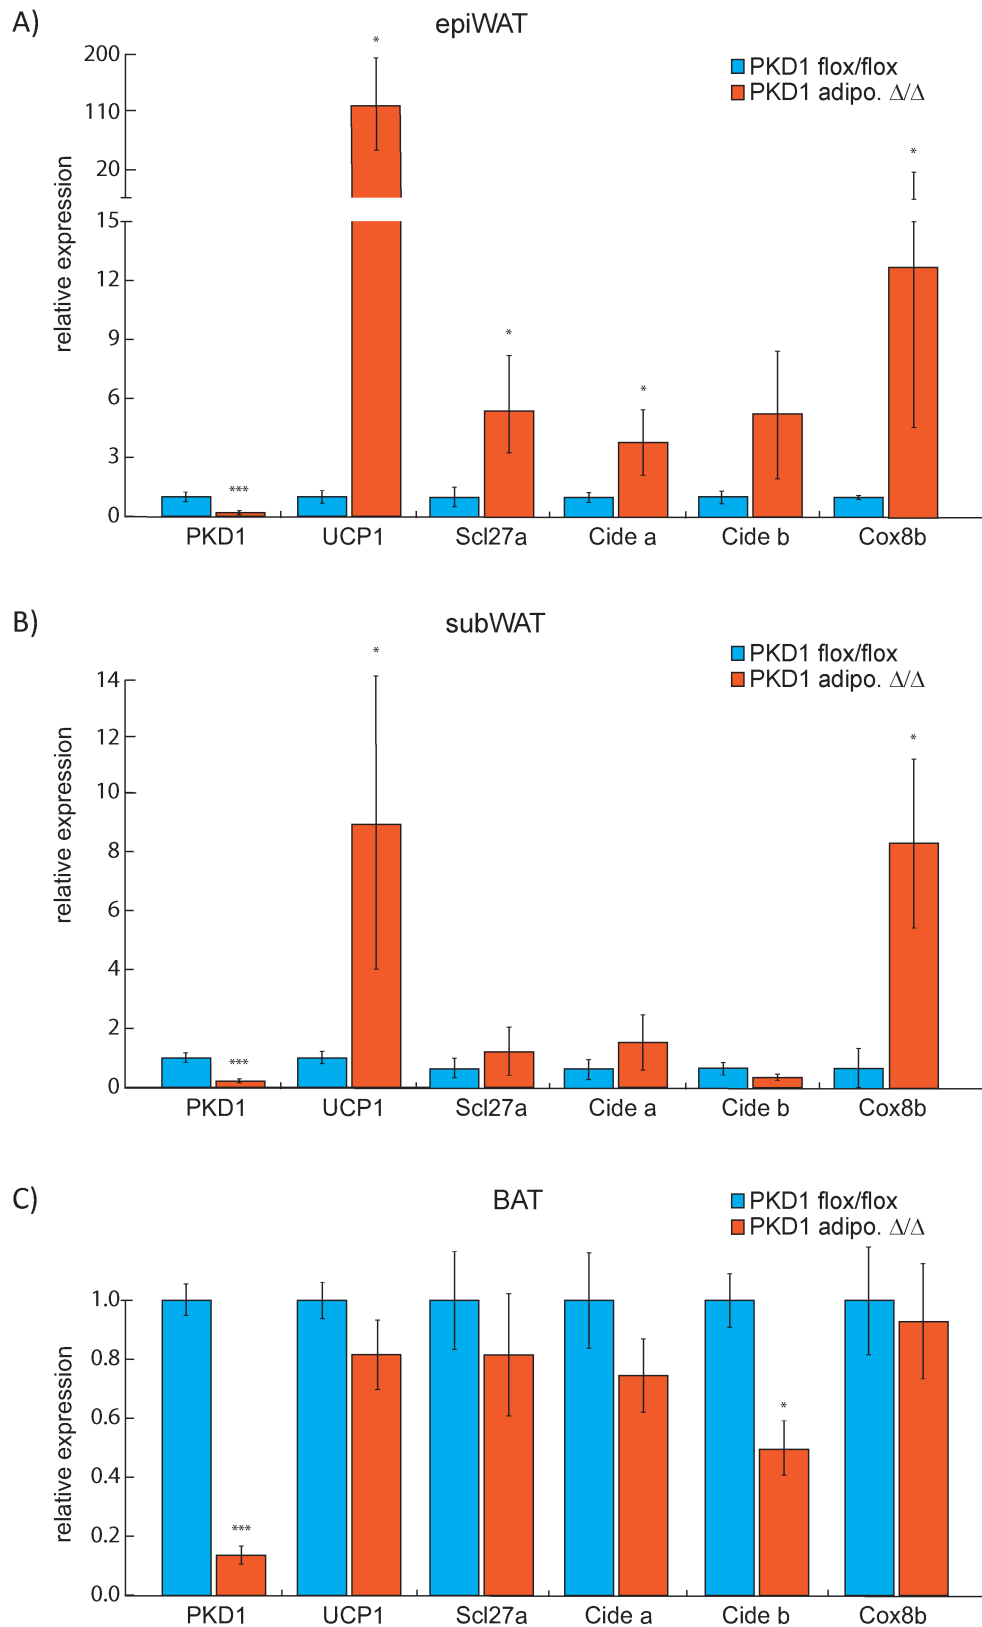 A)
epiWAT
PKD1 flox/flox
PKD1 adipo. Δ/Δ
relative expression
200
110
20
15
12
9
6
3
0
*
*
*
*
***
PKD1 UCP1 Scl27a Cide a Cide b Cox8b
B)
subWAT
PKD1 flox/flox
PKD1 adipo. Δ/Δ
relative expression
14
12
10
8
6
4
2
0
*
*
***
PKD1 UCP1 Scl27a Cide a Cide b Cox8b
C)
BAT
PKD1 flox/flox
PKD1 adipo. Δ/Δ
relative expression
1.0
0.8
0.6
0.4
0.2
0.0
*
***
PKD1 UCP1 Scl27a Cide a Cide b Cox8b